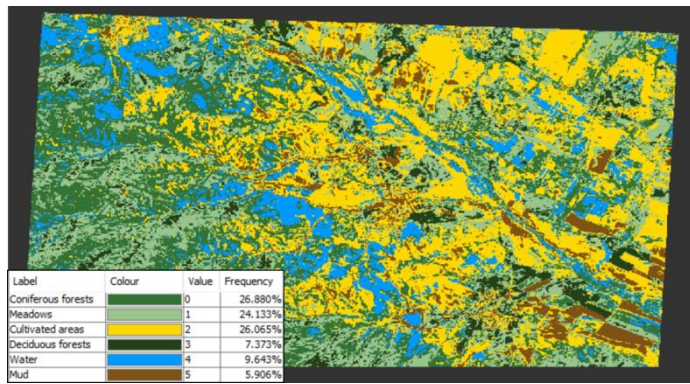 Label Colour Value Frequency
Coniferous forests 0 26.880%
Meadows 1 24.133%
Cultivated areas 2 26.065%
Deciduous forests 3 7.373%
Water 4 9.643%
Mud 5 5.906%